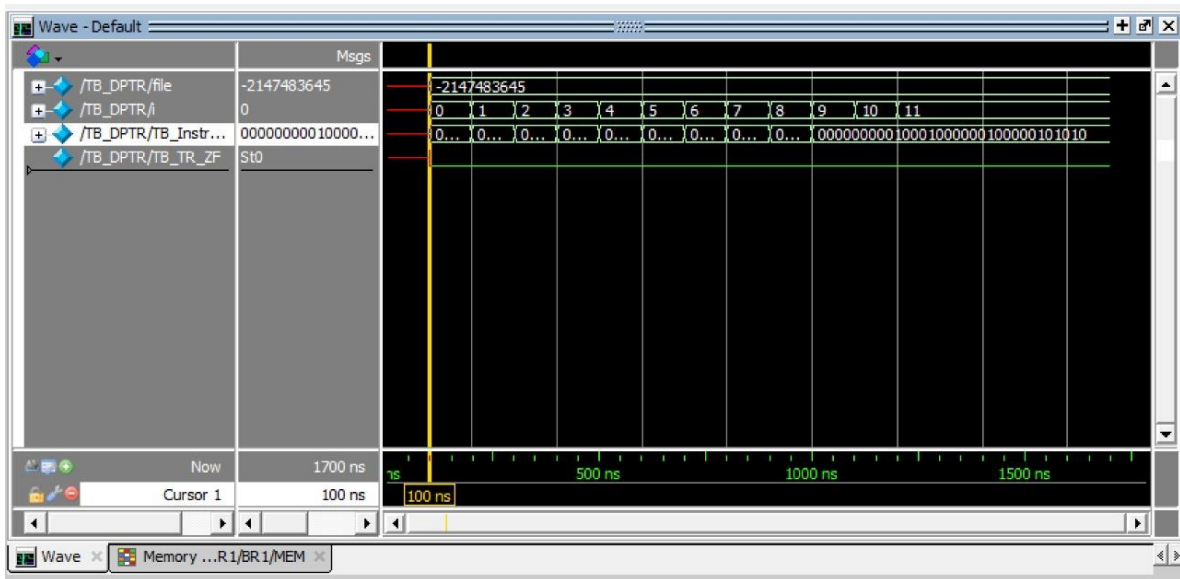 Wave - Default
Msgs
/TB_DPTR/file -2147483645 -2147483645
/TB_DPTR/i 0 0 1 2 3 4 5 6 7 8 9 10 11
/TB_DPTR/TB_Instr... 00000000010000... 0... 0... 0... 0... 0... 0... 0... 0... 0... 00000000010001000000100000101010
/TB_DPTR/TB_TR_ZF St0
Now 1700 ns ns 500 ns 1000 ns 1500 ns
Cursor 1 100 ns 100 ns
Wave Memory ...R1/BR1/MEM